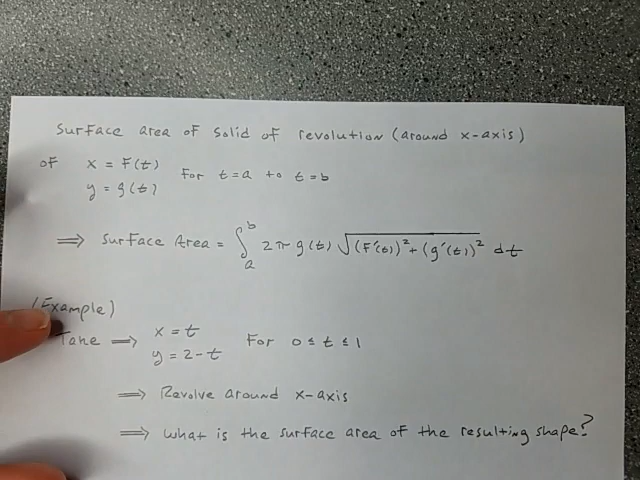 Surface area of solid of revolution (around x-axis)
of x = f(t)
y = g(t) for t=a to t=b
⟹ Surface Area = ∫_a^b 2π g(t) √((f'(t))² + (g'(t))²) dt
(Example)
Take ⟹ x = t
y = 2-t for 0 ≤ t ≤ 1
⟹ Revolve around x-axis
⟹ what is the surface area of the resulting shape?